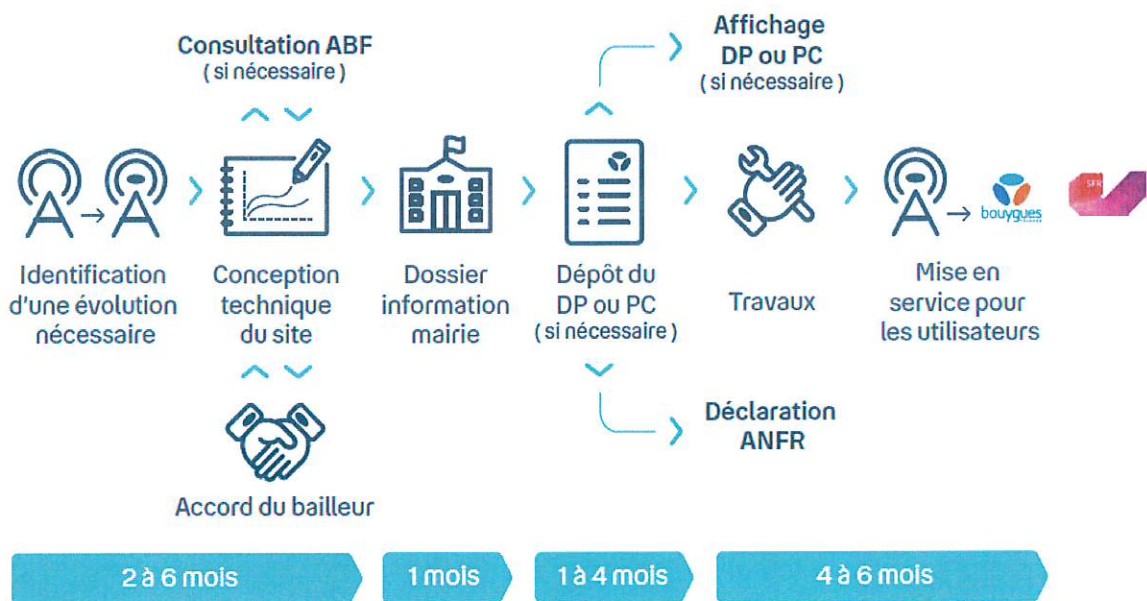 Consultation ABF
( si nécessaire )
Affichage
DP ou PC
( si nécessaire )
SFR
bouygues
Identification
d'une évolution
nécessaire
Conception
technique
du site
Dossier
information
mairie
Dépôt du
DP ou PC
( si nécessaire )
Travaux
Mise en
service pour
les utilisateurs
Déclaration
ANFR
Accord du bailleur
2 à 6 mois
1 mois
1 à 4 mois
4 à 6 mois